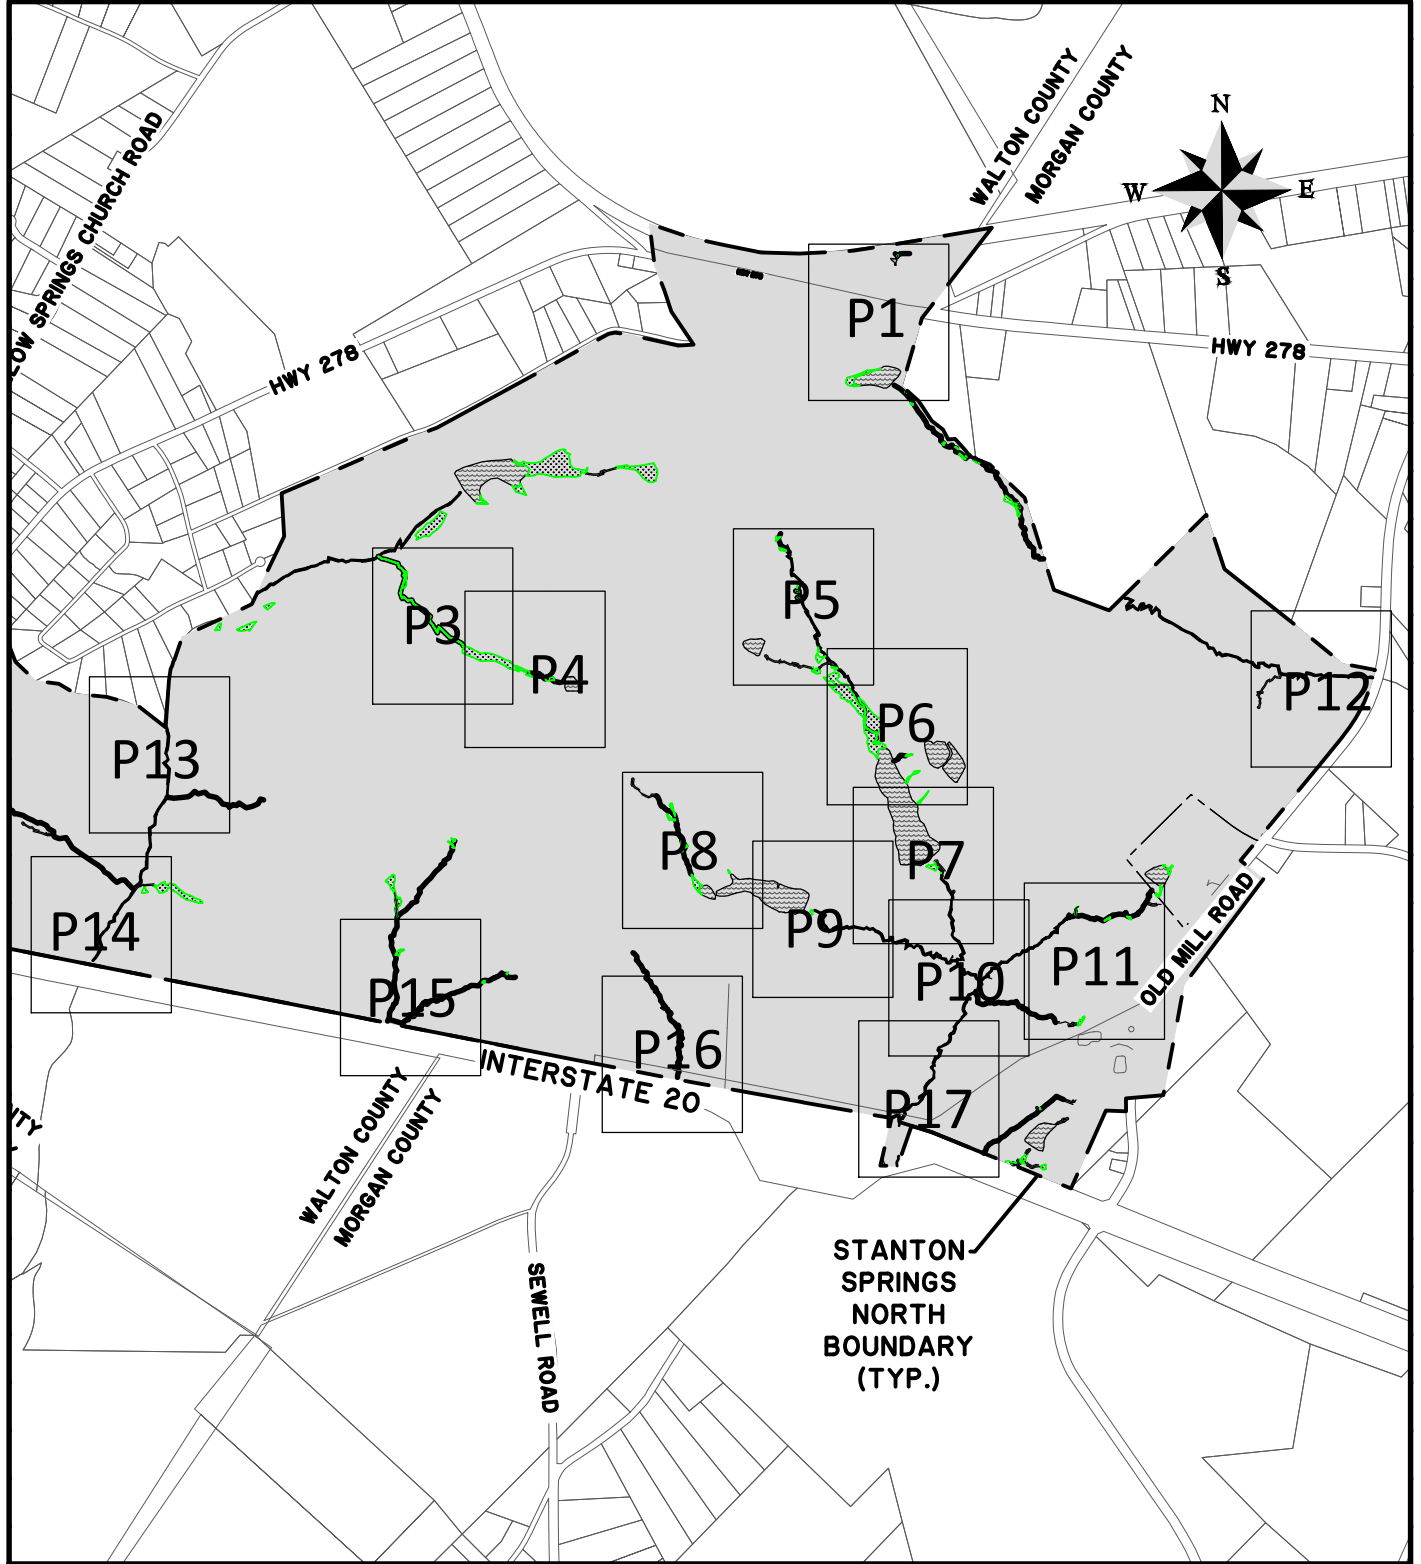 WALTON COUNTY
MORGAN COUNTY
N
W
E
S
LOW SPRINGS CHURCH ROAD
HWY 278
HWY 278
P1
P3
P4
P5
P6
P12
P13
P8
P7
P9
P14
P15
P10
P11
OLD MILL ROAD
P16
P17
INTERSTATE 20
WALTON COUNTY
MORGAN COUNTY
SEWELL ROAD
STANTON
SPRINGS
NORTH
BOUNDARY
(TYP.)